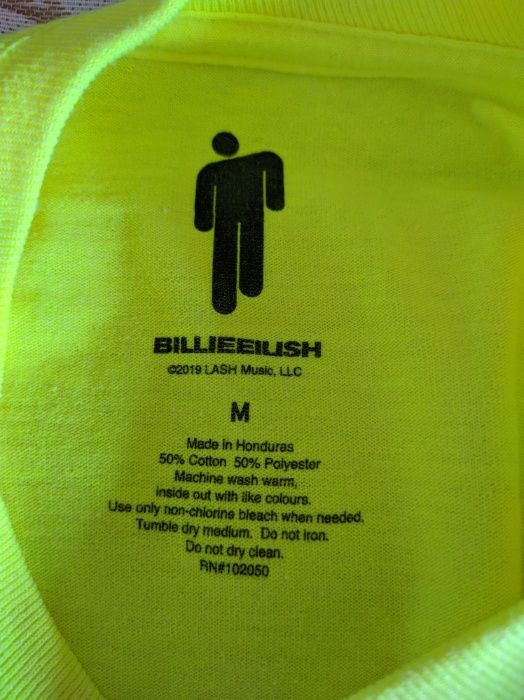 BILLIEEILISH
©2019 LASH Music, LLC
M
Made in Honduras
50% Cotton 50% Polyester
Machine wash warm,
inside out with like colours.
Use only non-chlorine bleach when needed.
Tumble dry medium. Do not iron.
Do not dry clean.
RN#102050